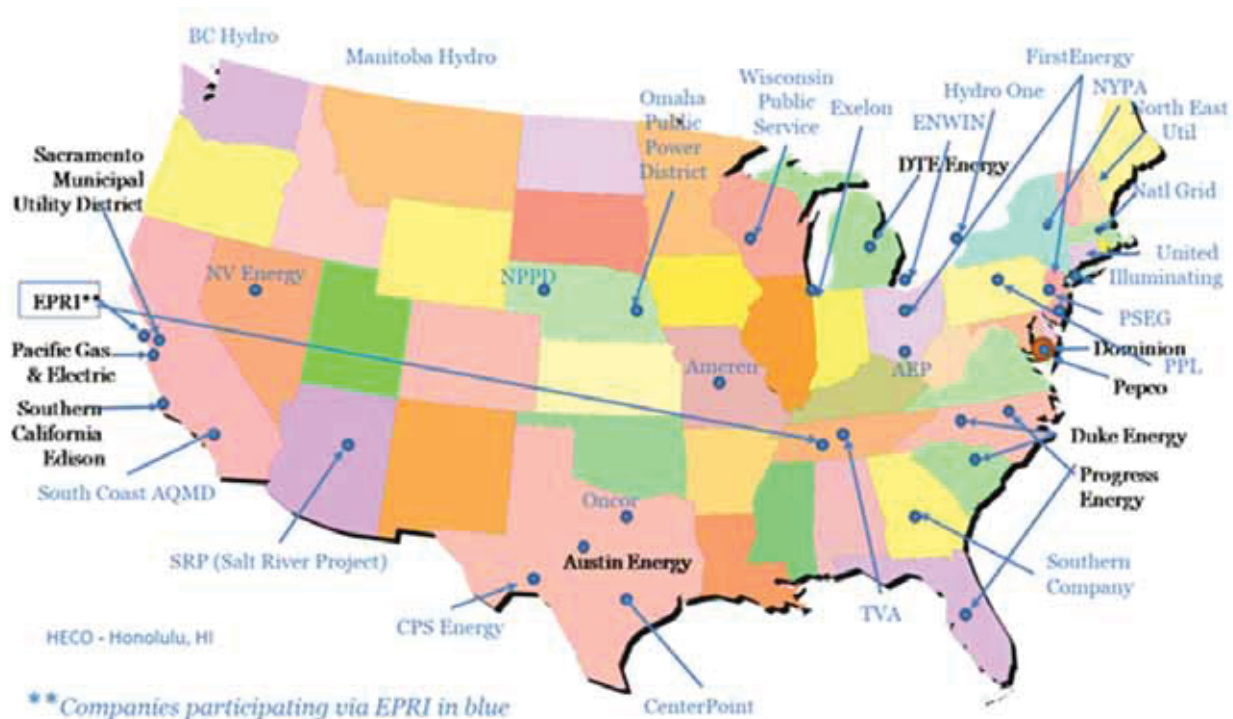 BC Hydro
Manitoba Hydro
FirstEnergy
Wisconsin
Public
Service
Exelon
Hydro One
NYPA
Omaha
Public
Power
District
ENWIN
North East
Util
DTE Energy
Sacramento
Municipal
Utility District
Natl Grid
United
Illuminating
NV Energy
NPPD
EPRI**
PSEG
Pacific Gas
& Electric
Dominion
PPL
Ameren
AEP
Pepco
Southern
California
Edison
Duke Energy
South Coast AQMD
Progress
Energy
Oncor
SRP (Salt River Project)
Austin Energy
Southern
Company
CPS Energy
TVA
HECO - Honolulu, HI
CenterPoint
**Companies participating via EPRI in blue